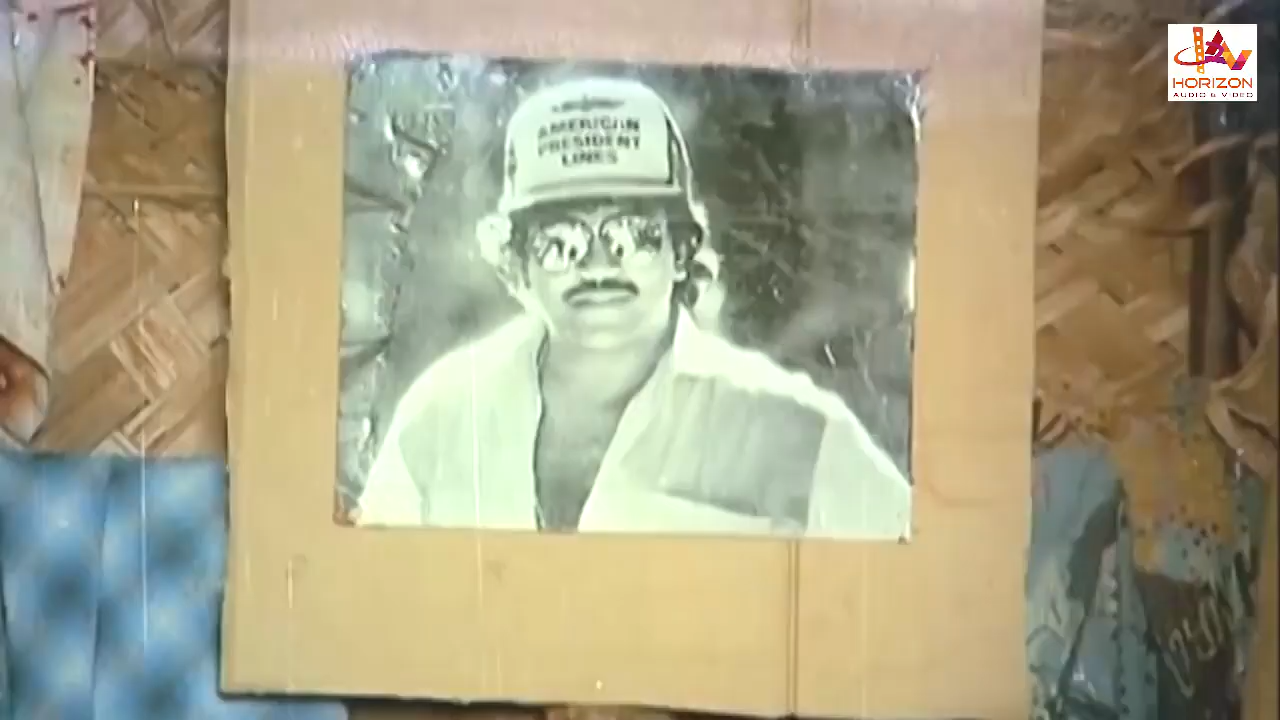 AMERICAN
PRESIDENT
LINES
HORIZON
AUDIO & VIDEO